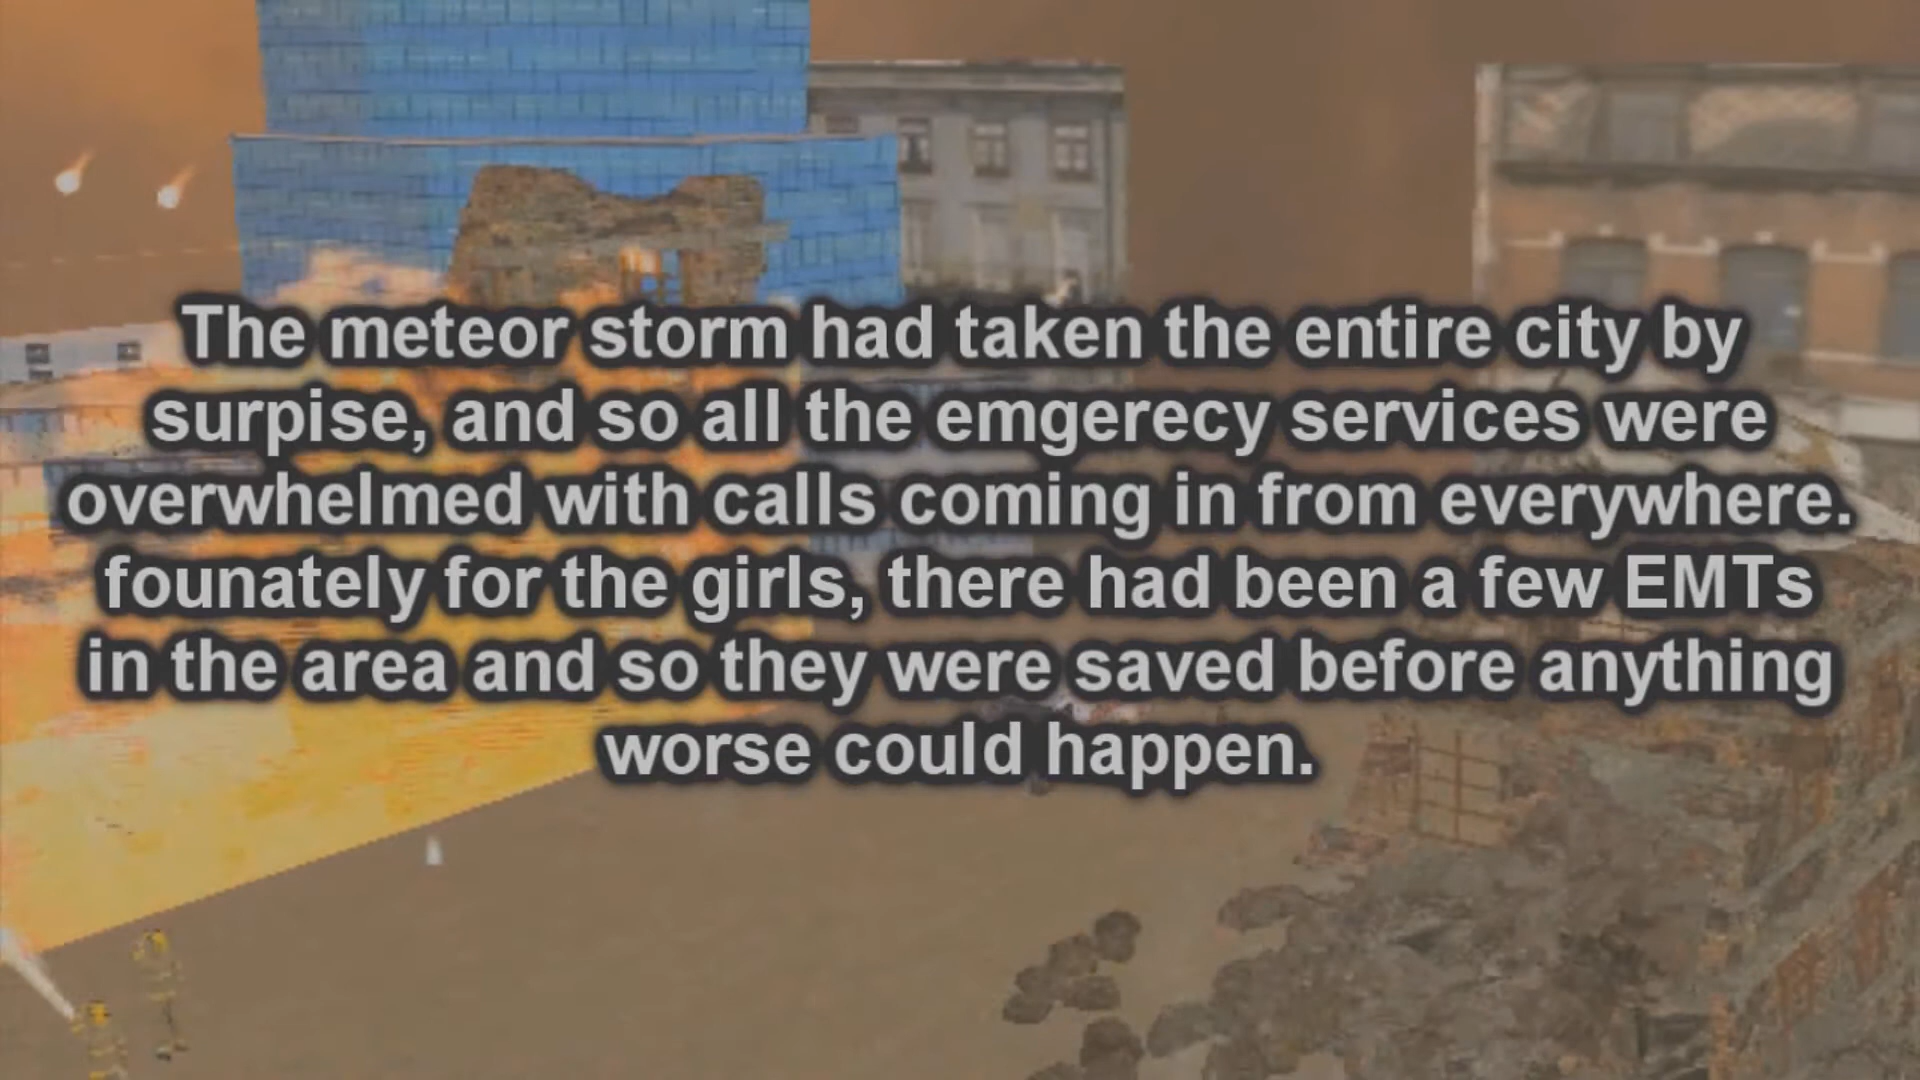 The meteor storm had taken the entire city by
surpise, and so all the emgerecy services were
overwhelmed with calls coming in from everywhere.
founately for the girls, there had been a few EMTs
in the area and so they were saved before anything
worse could happen.